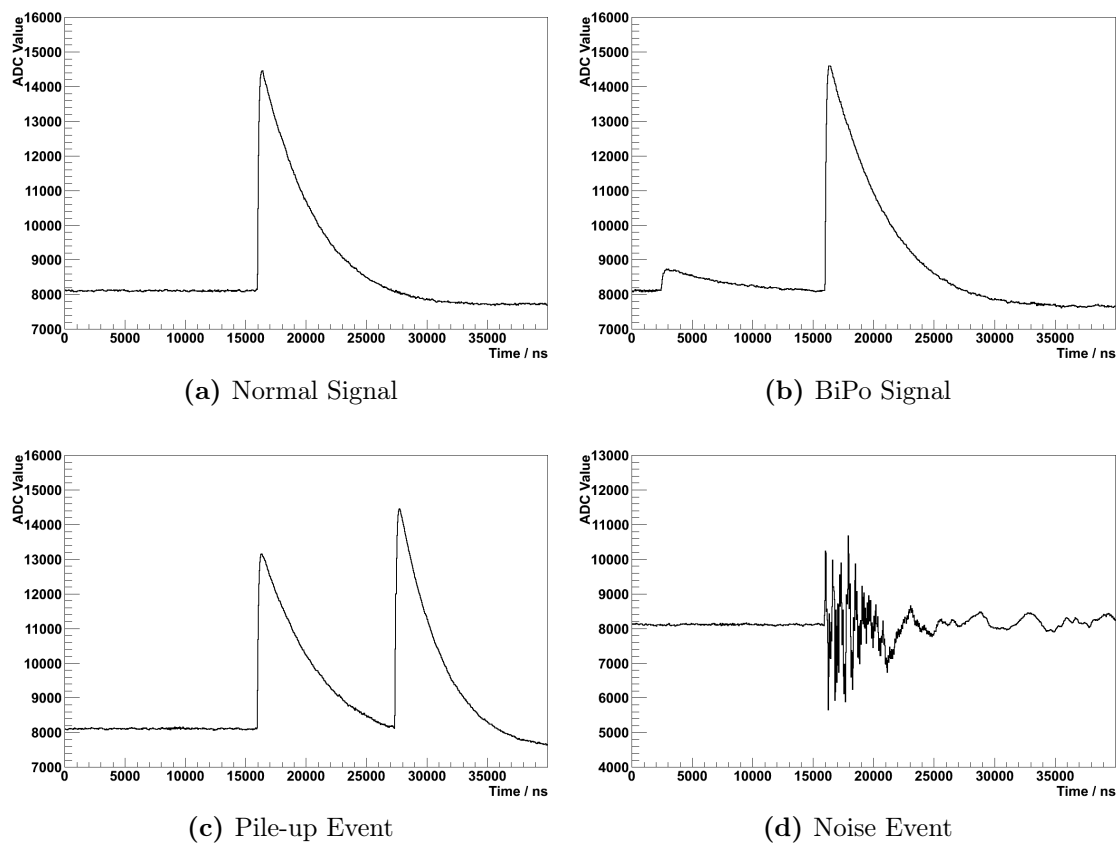 16000
15000
14000
13000
12000
11000
10000
9000
8000
7000
ADC Value
0 5000 10000 15000 20000 25000 30000 35000
Time / ns
(a) Normal Signal
16000
15000
14000
13000
12000
11000
10000
9000
8000
7000
ADC Value
0 5000 10000 15000 20000 25000 30000 35000
Time / ns
(b) BiPo Signal
16000
15000
14000
13000
12000
11000
10000
9000
8000
7000
ADC Value
0 5000 10000 15000 20000 25000 30000 35000
Time / ns
(c) Pile-up Event
13000
12000
11000
10000
9000
8000
7000
6000
5000
4000
ADC Value
0 5000 10000 15000 20000 25000 30000 35000
Time / ns
(d) Noise Event